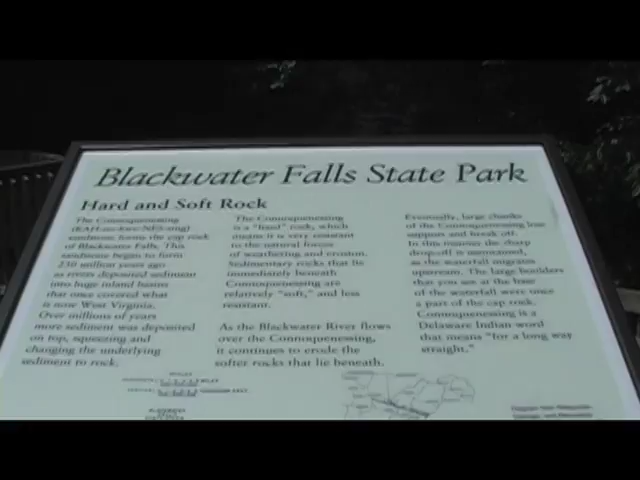 Blackwater Falls State Park
Hard and Soft Rock
The Connoquenessing
sandstone forms the cap rock
of Blackwater Falls. This
sandstone began to form
230 million years ago
as rivers deposited sediment
into huge inland basins
that once covered what
is now West Virginia.
Over millions of years
more sediment was deposited
on top, squeezing and
changing the underlying
sediment to rock.
The Connoquenessing
is a "hard" rock, which
means it is very resistant
to the natural forces
of weathering and erosion.
Sedimentary rocks that lie
immediately beneath
Connoquenessing are
relatively "soft," and less
resistant.
As the Blackwater River flows
over the Connoquenessing,
it continues to erode the
softer rocks that lie beneath.
Eventually, large chunks
of the Connoquenessing lose
support and break off.
In this manner the sharp
drop-off is maintained,
as the waterfall migrates
upstream. The large boulders
that you see at the base
of the waterfall were once
a part of the cap rock.
Connoquenessing is a
Delaware Indian word
that means "for a long way
straight."